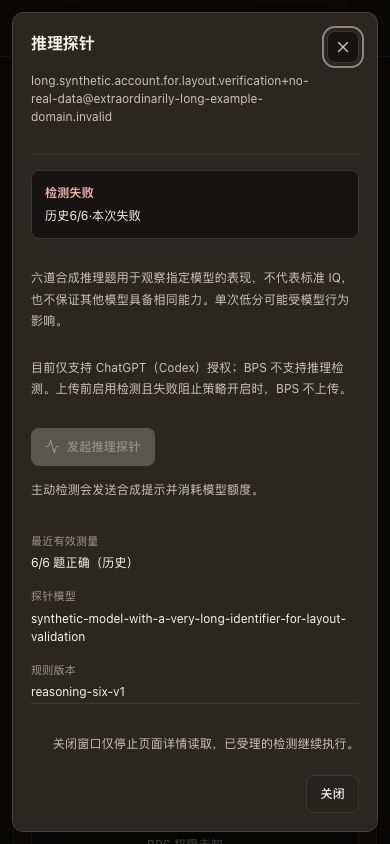 推理探针
long.synthetic.account.for.layout.verification+no-
real-data@extraordinarily-long-example-
domain.invalid
检测失败
历史6/6·本次失败
六道合成推理题用于观察指定模型的表现，不代表标准 IQ，
也不保证其他模型具备相同能力。单次低分可能受模型行为
影响。
目前仅支持 ChatGPT（Codex）授权；BPS 不支持推理检
测。上传前启用检测且失败阻止策略开启时，BPS 不上传。
发起推理探针
主动检测会发送合成提示并消耗模型额度。
最近有效测量
6/6 题正确（历史）
探针模型
synthetic-model-with-a-very-long-identifier-for-layout-
validation
规则版本
reasoning-six-v1
关闭窗口仅停止页面详情读取，已受理的检测继续执行。
关闭